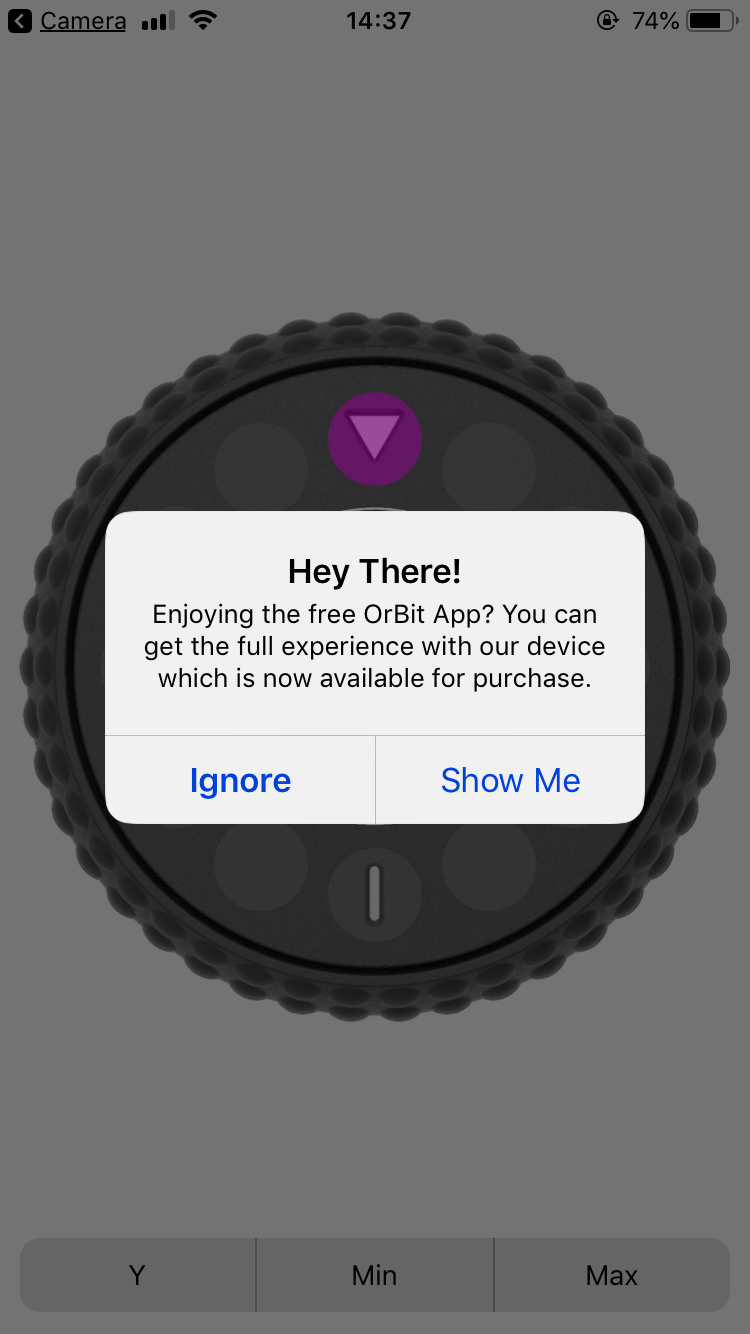 Camera 14:37 74%
Hey There!
Enjoying the free OrBit App? You can
get the full experience with our device
which is now available for purchase.
Ignore Show Me
Y Min Max